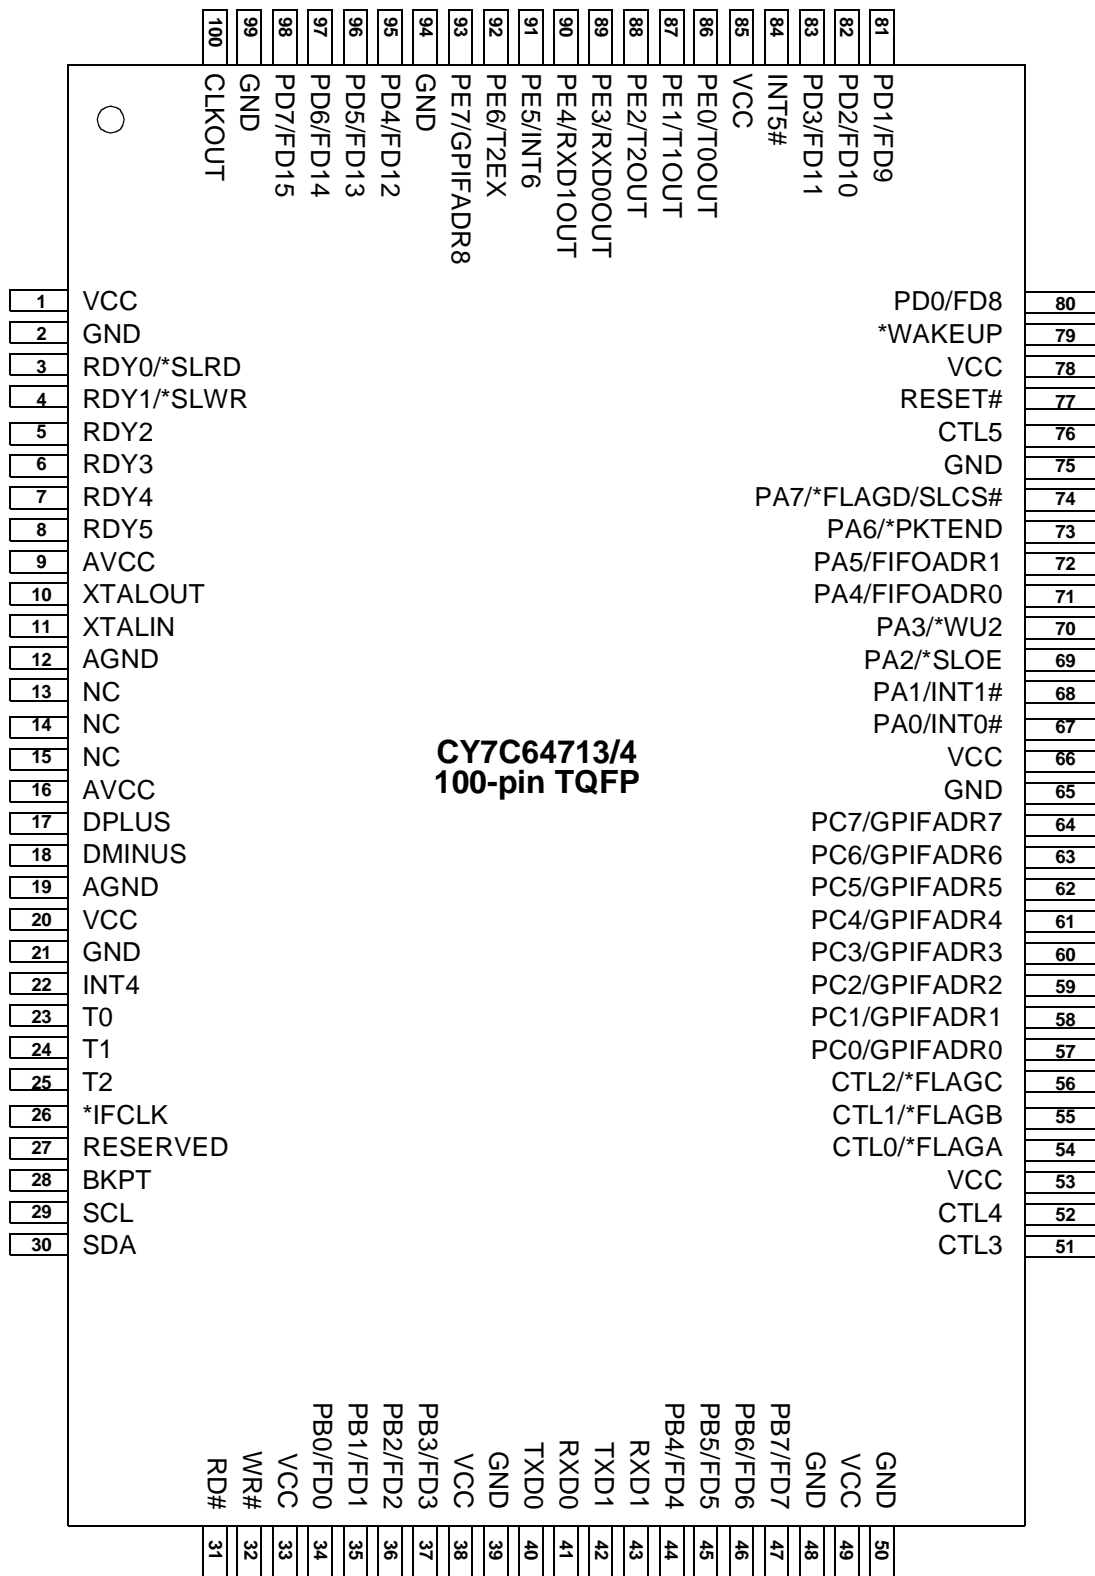 100 99 98 97 96 95 94 93 92 91 90 89 88 87 86 85 84 83 82 81
CLKOUT
GND
PD7/FD15
PD6/FD14
PD5/FD13
PD4/FD12
GND
PE7/GPIFADR8
PE6/T2EX
PE5/INT6
PE4/RXD1OUT
PE3/RXD0OUT
PE2/T2OUT
PE1/T1OUT
PE0/T0OUT
VCC
INT5#
PD3/FD11
PD2/FD10
PD1/FD9
1 VCC
2 GND
3 RDY0/*SLRD
4 RDY1/*SLWR
5 RDY2
6 RDY3
7 RDY4
8 RDY5
9 AVCC
10 XTALOUT
11 XTALIN
12 AGND
13 NC
14 NC
15 NC
16 AVCC
17 DPLUS
18 DMINUS
19 AGND
20 VCC
21 GND
22 INT4
23 T0
24 T1
25 T2
26 *IFCLK
27 RESERVED
28 BKPT
29 SCL
30 SDA
CY7C64713/4
100-pin TQFP
PD0/FD8 80
*WAKEUP 79
VCC 78
RESET# 77
CTL5 76
GND 75
PA7/*FLAGD/SLCS# 74
PA6/*PKTEND 73
PA5/FIFOADR1 72
PA4/FIFOADR0 71
PA3/*WU2 70
PA2/*SLOE 69
PA1/INT1# 68
PA0/INT0# 67
VCC 66
GND 65
PC7/GPIFADR7 64
PC6/GPIFADR6 63
PC5/GPIFADR5 62
PC4/GPIFADR4 61
PC3/GPIFADR3 60
PC2/GPIFADR2 59
PC1/GPIFADR1 58
PC0/GPIFADR0 57
CTL2/*FLAGC 56
CTL1/*FLAGB 55
CTL0/*FLAGA 54
VCC 53
CTL4 52
CTL3 51
RD#
WR#
VCC
PB0/FD0
PB1/FD1
PB2/FD2
PB3/FD3
VCC
GND
TXD0
RXD0
TXD1
RXD1
PB4/FD4
PB5/FD5
PB6/FD6
PB7/FD7
GND
VCC
GND
31 32 33 34 35 36 37 38 39 40 41 42 43 44 45 46 47 48 49 50